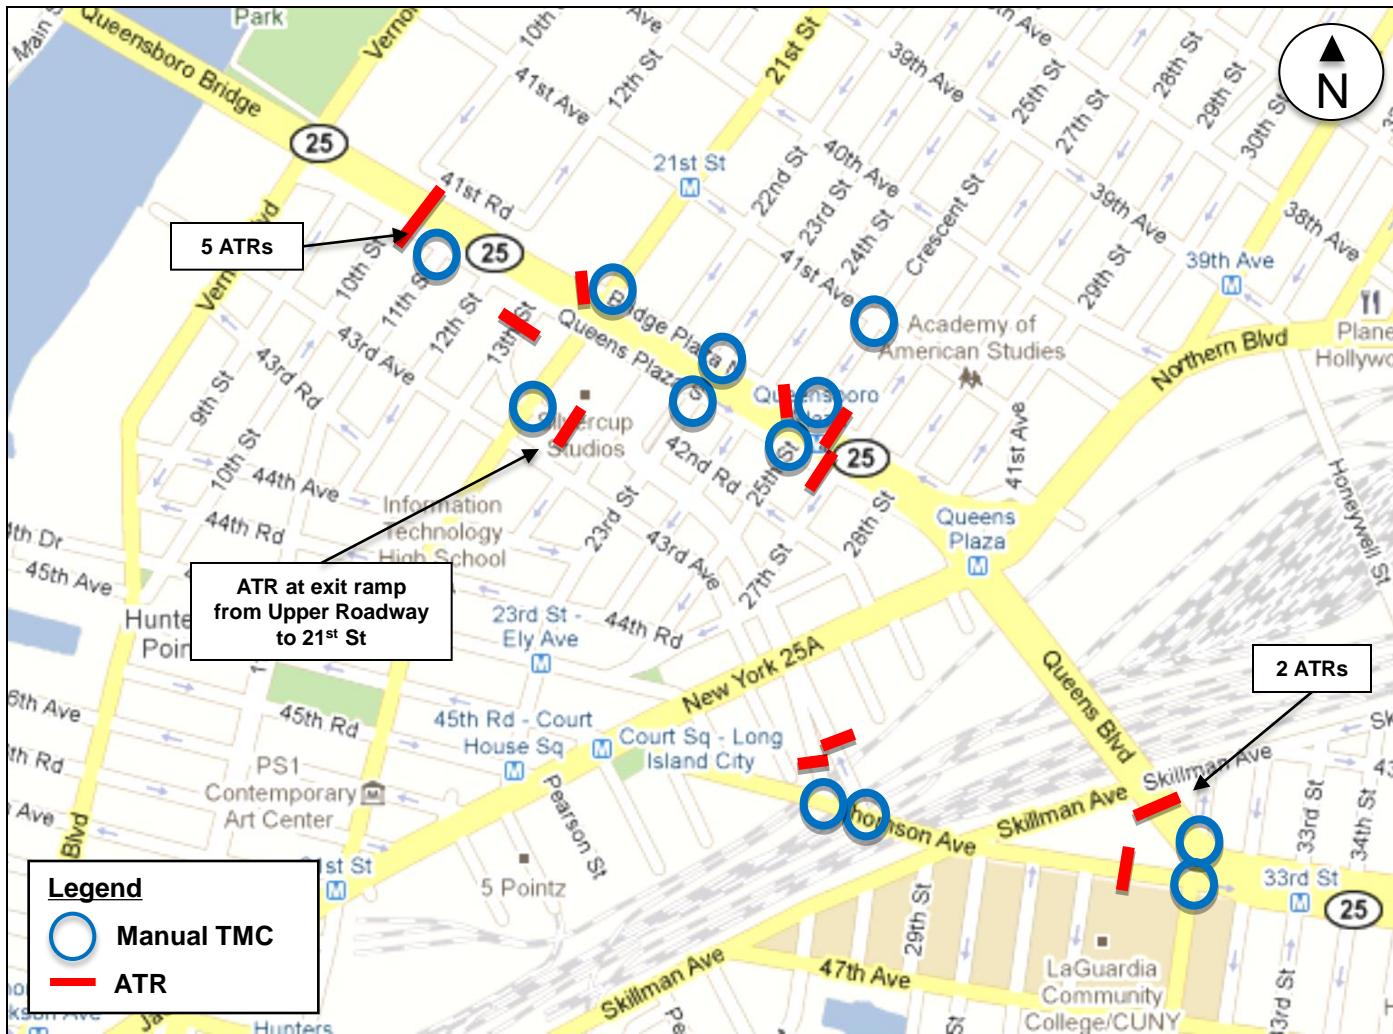 Main St
Park
Queensboro Bridge
10th St
12th St
41st Ave
21st St
39th Ave
25th St
27th St
28th St
29th St
30th St
25
21st St
M
41st Rd
22nd St
40th Ave
23rd St
24th St
Crescent St
39th Ave
38th Ave
5 ATRs
25
41st Ave
29th St
39th Ave
M
10th St
11th St
12th St
13th St
Bridge Plaza N
Queens Plaza S
Academy of
American Studies
Northern Blvd
43rd Ave
43rd Rd
9th St
10th St
Silvercup
Studios
42nd Rd
25th St
25
41st Ave
28th St
Honeywell St
44th Ave
44th Rd
45th Ave
Information
Technology
High School
23rd St
43rd Ave
27th St
Queens
Plaza
M
ATR at exit ramp
from Upper Roadway
to 21st St
23rd St -
Ely Ave
M
44th Rd
New York 25A
Queens Blvd
2 ATRs
45th Rd
45th Rd - Court
House Sq
M
M
Court Sq - Long
Island City
PS1
Contemporary
Art Center
Pearson St
Skillman Ave
Skillman Ave
Thomson Ave
33rd St
34th St
5 Pointz
M
33rd St
M
25
29th St
47th Ave
Skillman Ave
LaGuardia
Community
College/CUNY
Hunters
Legend
Manual TMC
ATR
N